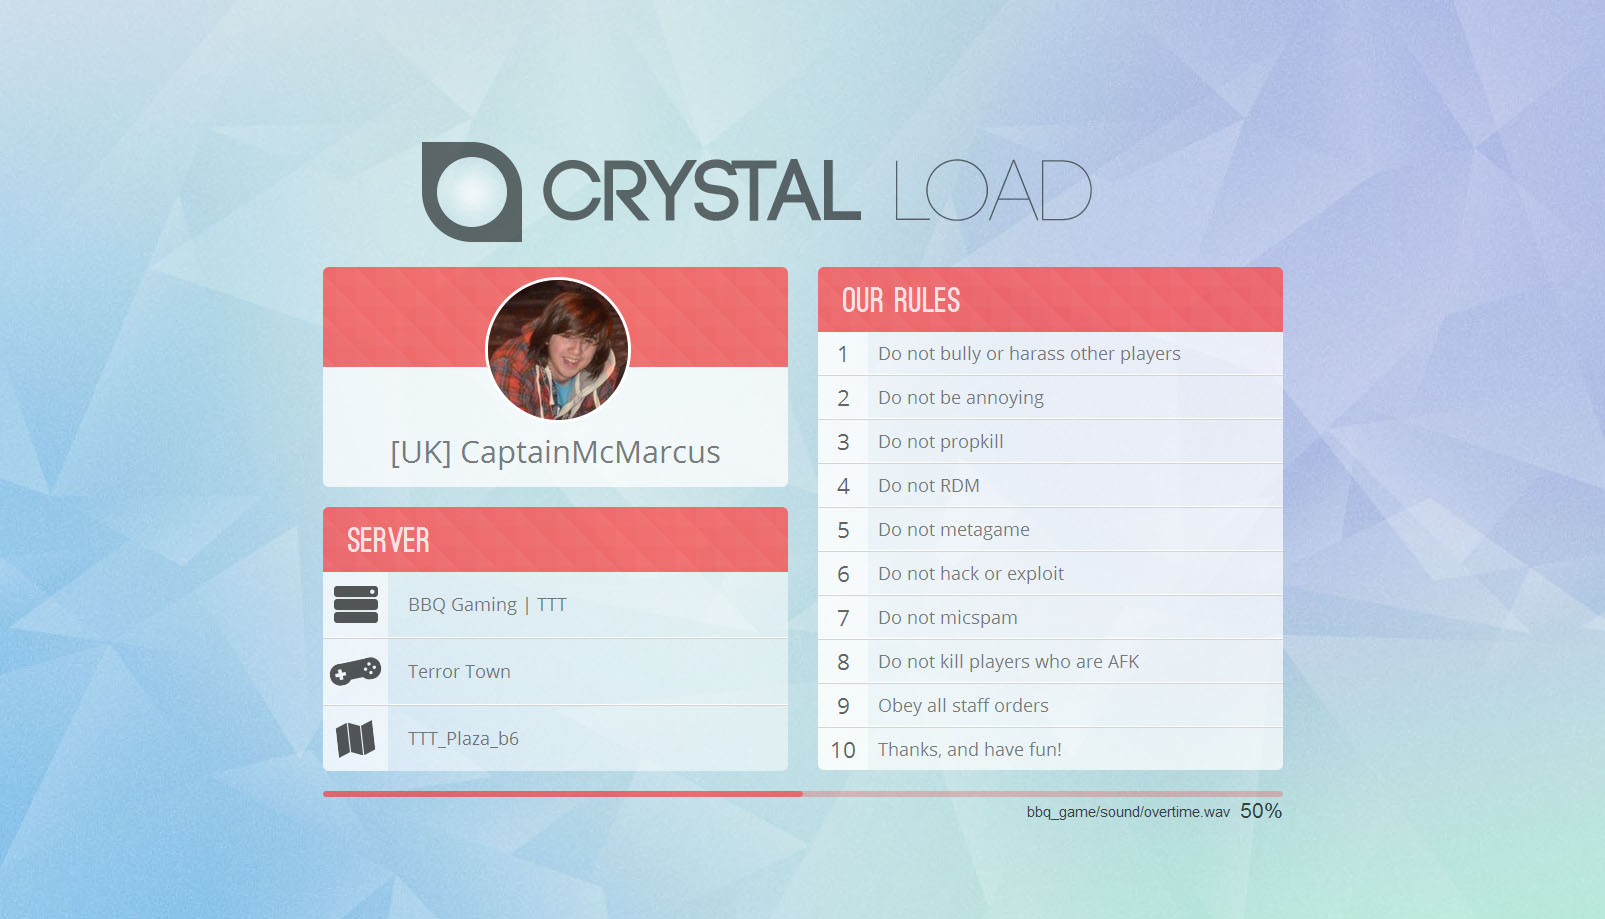 CRYSTAL LOAD
[UK] CaptainMcMarcus
SERVER
BBQ Gaming | TTT
Terror Town
TTT_Plaza_b6
OUR RULES
1 Do not bully or harass other players
2 Do not be annoying
3 Do not propkill
4 Do not RDM
5 Do not metagame
6 Do not hack or exploit
7 Do not micspam
8 Do not kill players who are AFK
9 Obey all staff orders
10 Thanks, and have fun!
bbq_game/sound/overtime.wav 50%